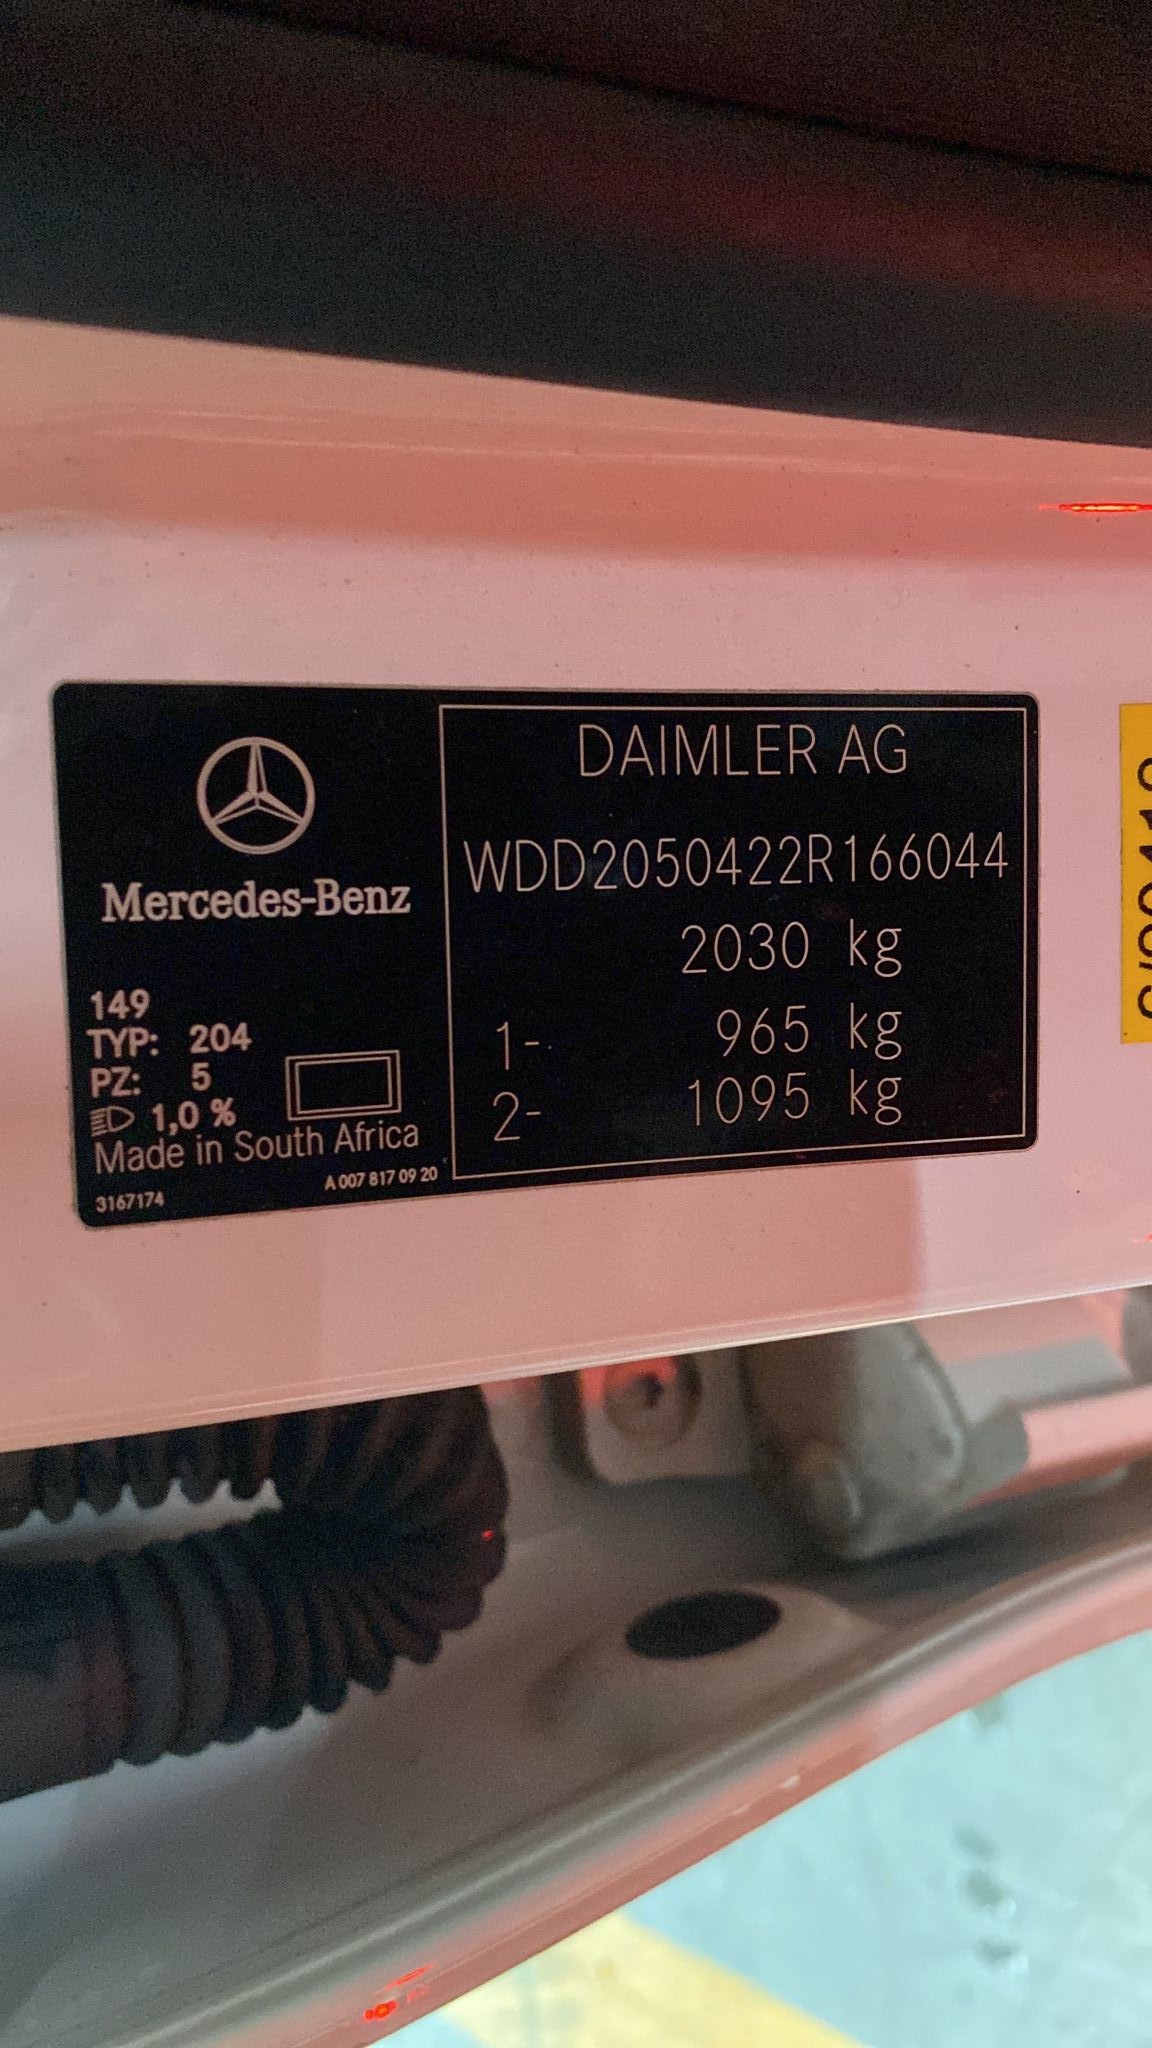 Mercedes-Benz
149
TYP: 204
PZ: 5
1,0 %
Made in South Africa
3167174
A 007 817 09 20
DAIMLER AG
WDD2050422R166044
2030 kg
1- 965 kg
2- 1095 kg